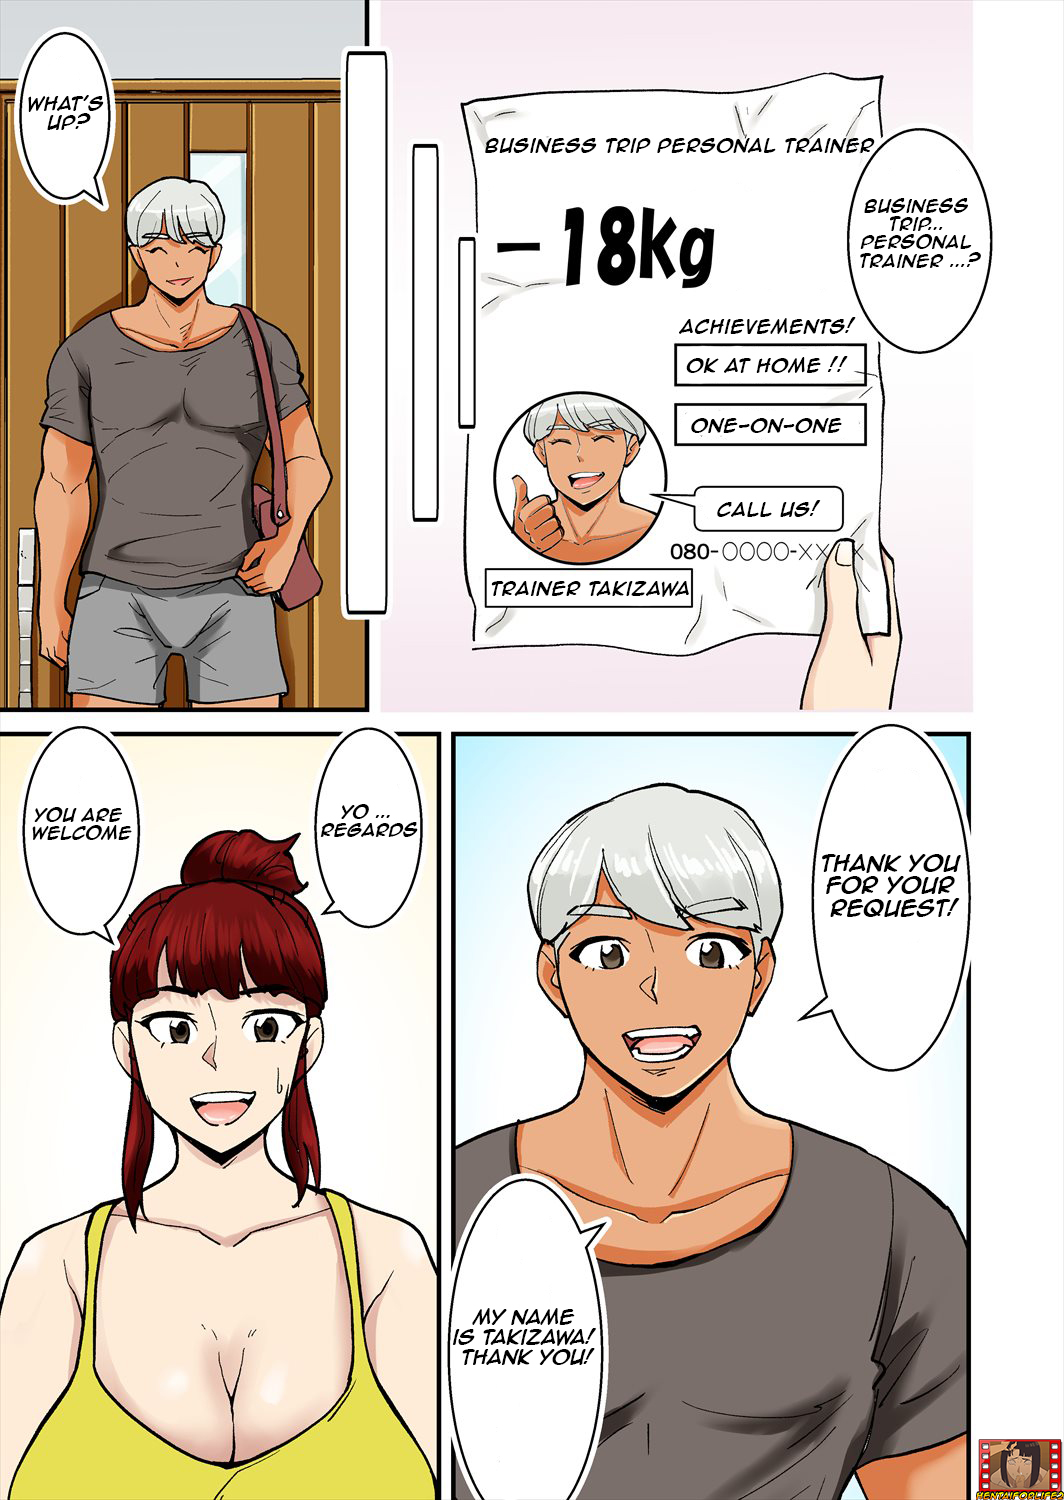 BUSINESS TRIP PERSONAL TRAINER
BUSINESS
TRIP...
PERSONAL
TRAINER ...?
– 18Kg
ACHIEVEMENTS!
OK AT HOME !!
ONE-ON-ONE
CALL US!
080-OOOO-XX X
TRAINER TAKIZAWA
WHAT'S
UP?
THANK YOU
FOR YOUR
REQUEST!
MY NAME
IS TAKIZAWA!
THANK YOU!
YO ...
REGARDS
YOU ARE
WELCOME